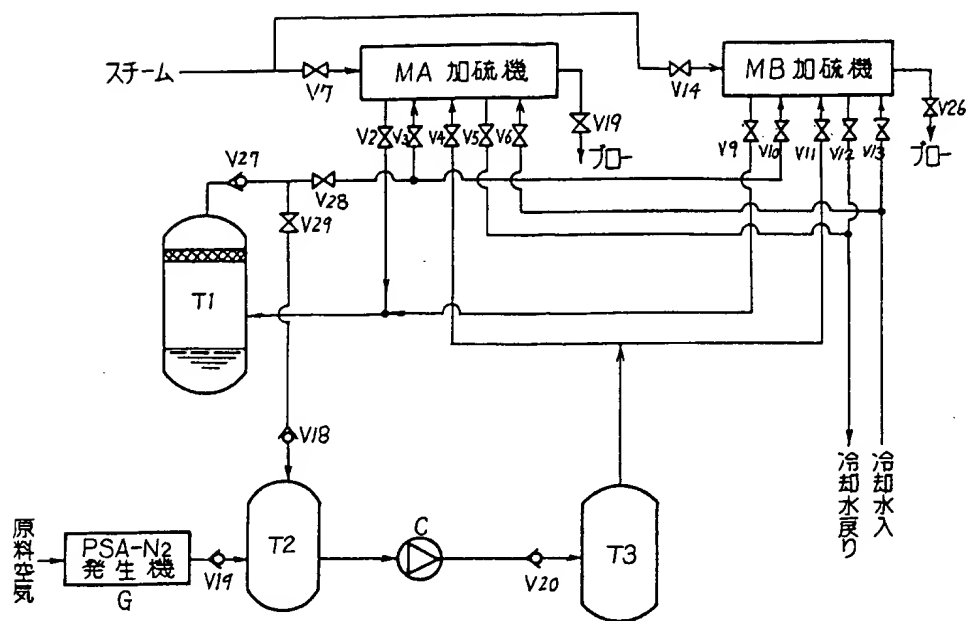 スチーム
V7
MA 加硫機
V19
ブロー
V14
MB 加硫機
V26
ブロー
V2
V3
V4
V5
V6
V9
V10
V11
V12
V13
V27
V28
V29
T1
V18
T2
C
V20
T3
原料空気
PSA-N2
発生機
G
V19
冷却水戻り
冷却水入